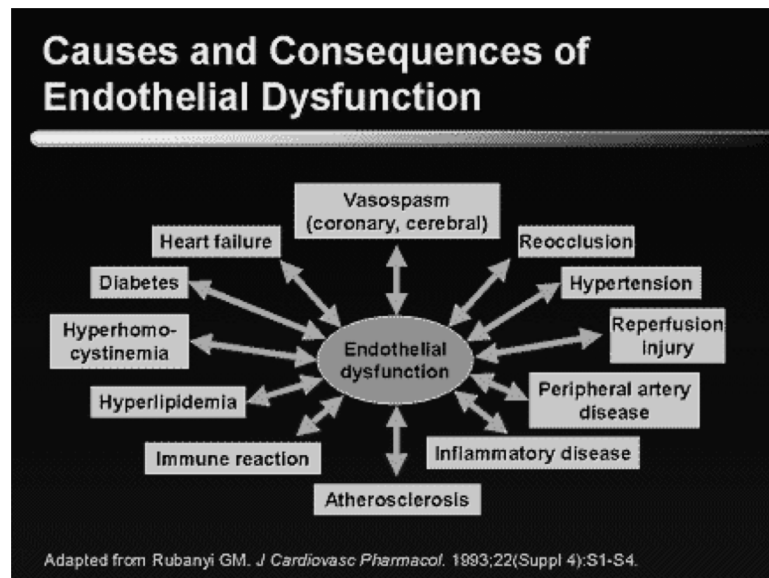 Causes and Consequences of
Endothelial Dysfunction
Vasospasm
(coronary, cerebral)
Heart failure
Reocclusion
Diabetes
Hypertension
Hyperhomo-
cystinemia
Reperfusion
injury
Endothelial
dysfunction
Hyperlipidemia
Peripheral artery
disease
Immune reaction
Inflammatory disease
Atherosclerosis
Adapted from Rubanyi GM. J Cardiovasc Pharmacol. 1993;22(Suppl 4):S1-S4.